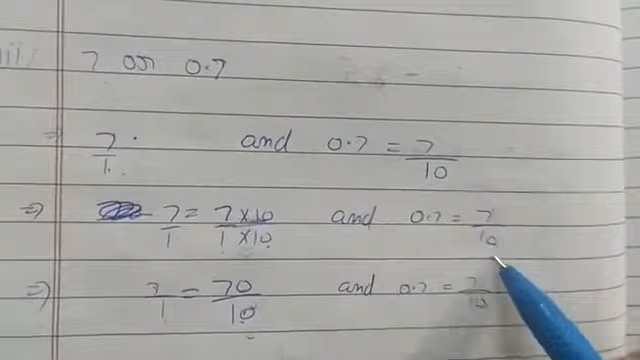 7 or 0.7
⇒ 7/1 and 0.7 = 7/10
⇒ 7/1 = 7×10/1×10 and 0.7 = 7/10
⇒ 7/1 = 70/10 and 0.7 = 7/10